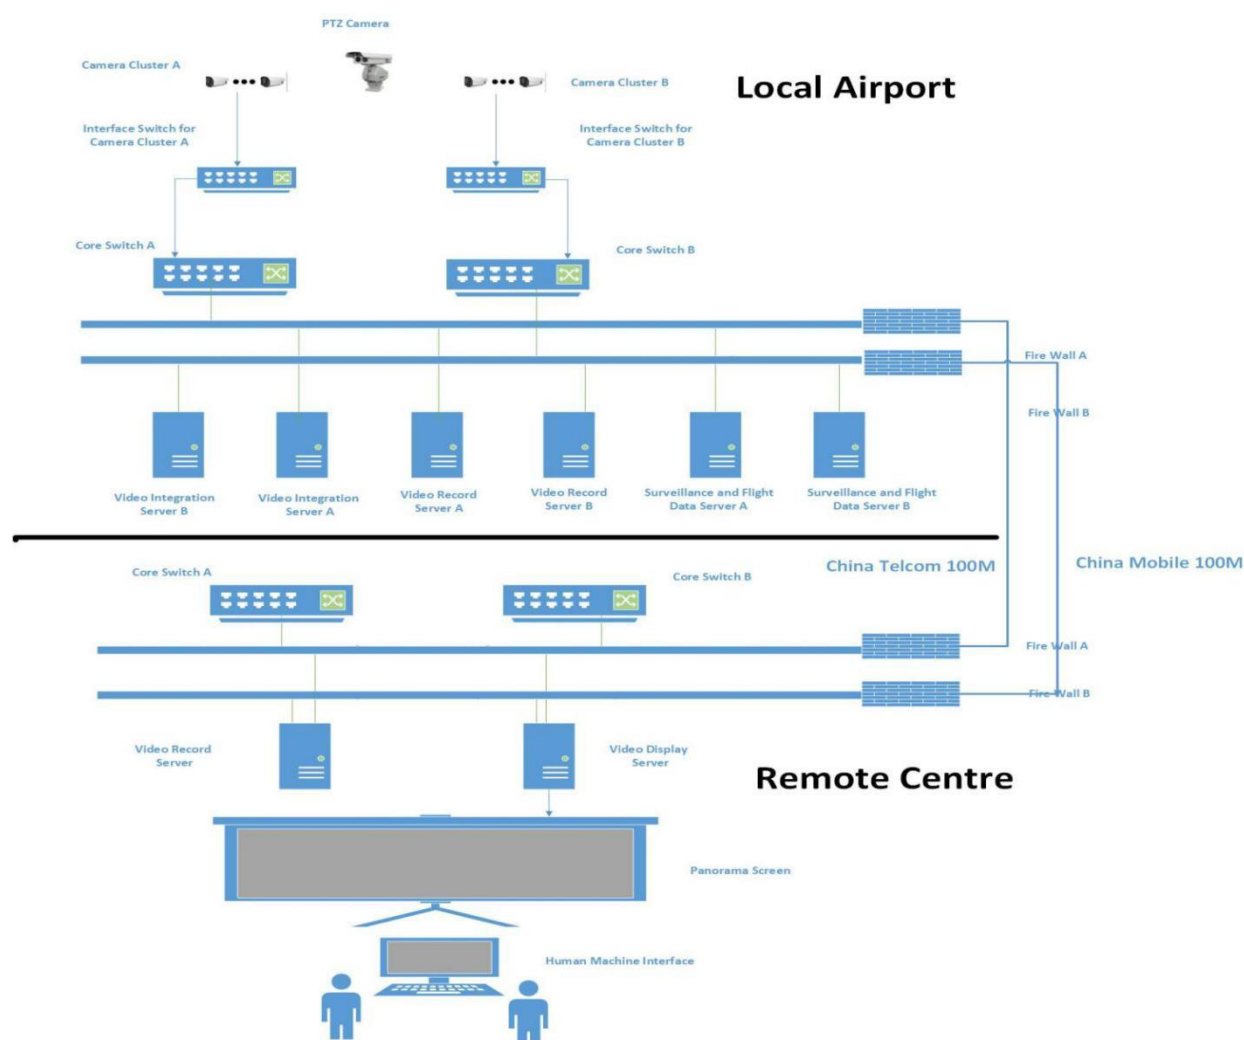 PTZ Camera
Camera Cluster A
Camera Cluster B
Local Airport
Interface Switch for
Camera Cluster A
Interface Switch for
Camera Cluster B
Core Switch A
Core Switch B
Fire Wall A
Fire Wall B
Video Integration
Server B
Video Integration
Server A
Video Record
Server A
Video Record
Server B
Surveillance and Flight
Data Server A
Surveillance and Flight
Data Server B
China Telcom 100M
China Mobile 100M
Core Switch A
Core Switch B
Fire Wall A
Fire Wall B
Video Record
Server
Video Display
Server
Remote Centre
Panorama Screen
Human Machine Interface